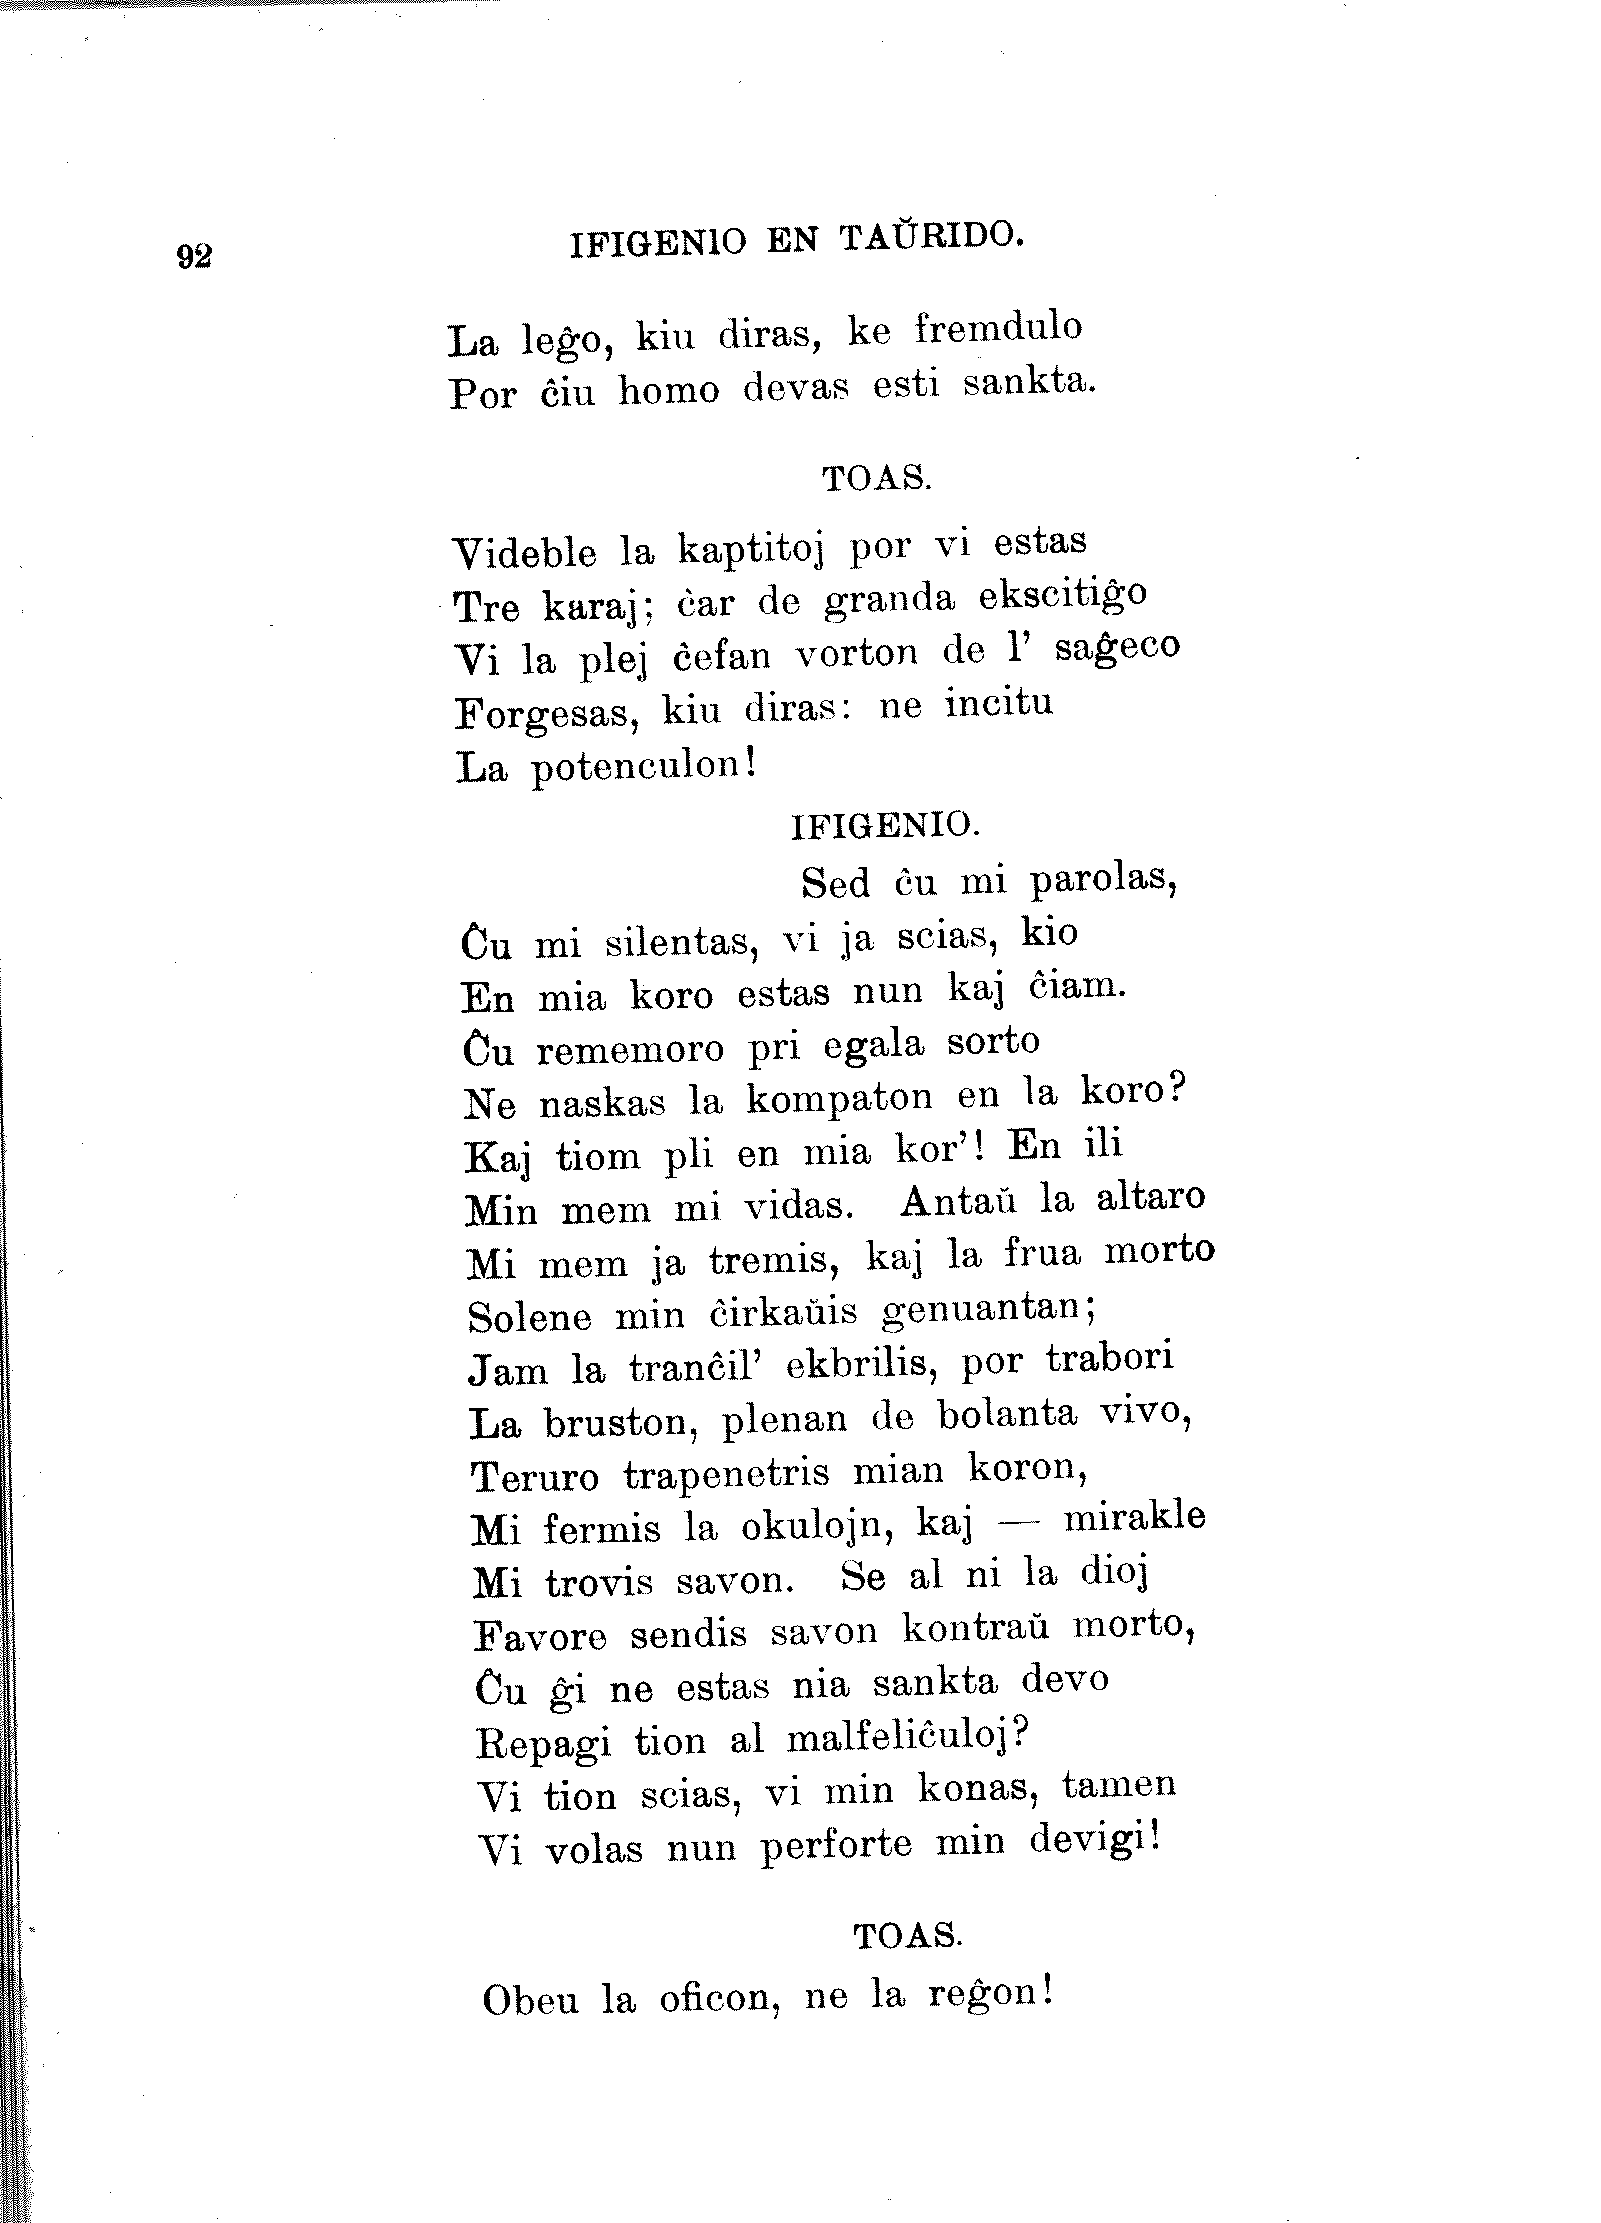 92
IFIGENIO EN TAŬRIDO.
La leĝo, kiu diras, ke fremdulo
Por ĉiu homo devas esti sankta.
TOAS.
Videble la kaptitoj por vi estas
Tre karaj; ĉar de granda ekscitiĝo
Vi la plej ĉefan vorton de l’ saĝeco
Forgesas, kiu diras: ne incitu
La potenculon!
IFIGENIO.
Sed ĉu mi parolas,
Ĉu mi silentas, vi ja scias, kio
En mia koro estas nun kaj ĉiam.
Ĉu rememoro pri egala sorto
Ne naskas la kompaton en la koro?
Kaj tiom pli en mia kor’! En ili
Min mem mi vidas. Antaŭ la altaro
Mi mem ja tremis, kaj la frua morto
Solene min ĉirkaŭis genuantan;
Jam la tranĉil’ ekbrilis, por trabori
La bruston, plenan de bolanta vivo,
Teruro trapenetris mian koron,
Mi fermis la okulojn, kaj — mirakle
Mi trovis savon. Se al ni la dioj
Favore sendis savon kontraŭ morto,
Ĉu ĝi ne estas nia sankta devo
Repagi tion al malfeliĉuloj?
Vi tion scias, vi min konas, tamen
Vi volas nun perforte min devigi!
TOAS.
Obeu la oficon, ne la reĝon!